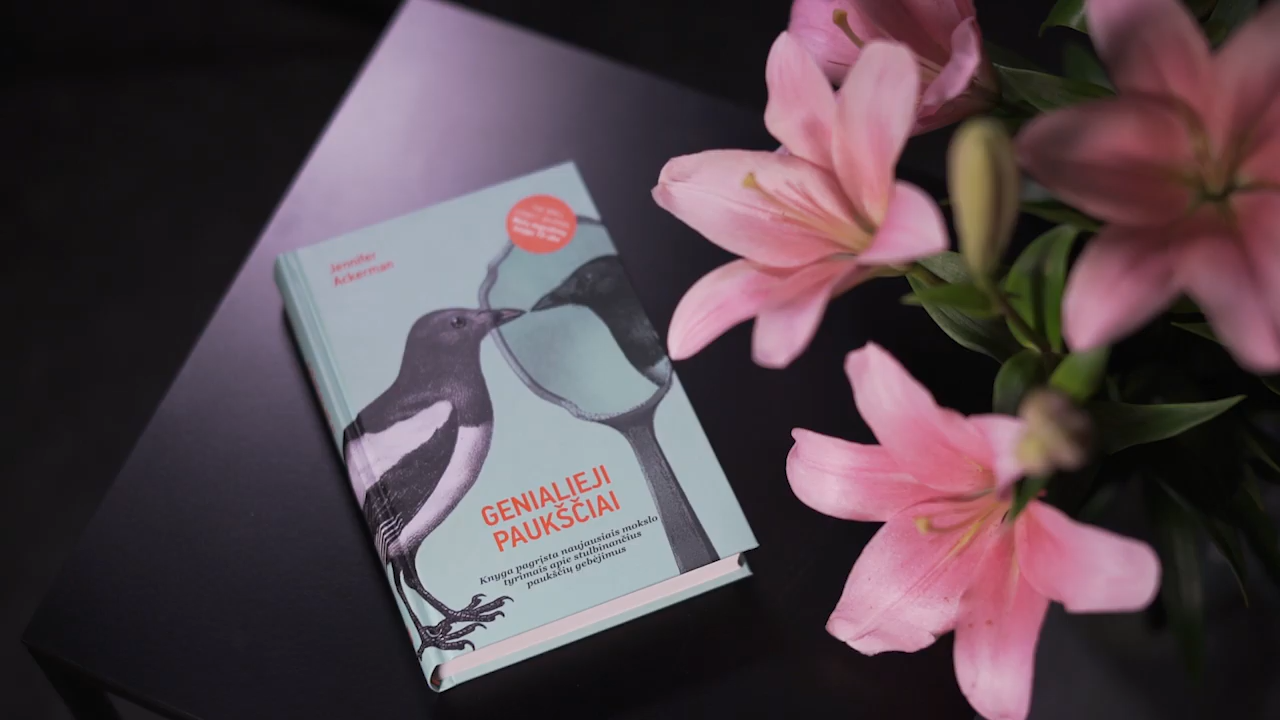 Jennifer
Ackerman
GENIALIEJI
PAUKŠČIAI
Knyga pagrįsta naujausiais mokslo
tyrimais apie stulbinančius
paukščių gebėjimus